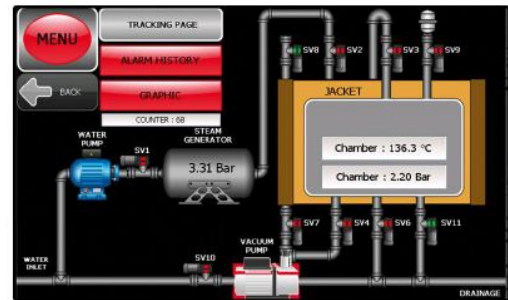 MENU
TRACKING PAGE
BACK
ALARM HISTORY
GRAPHIC
COUNTER : 68
WATER
PUMP
SV1
STEAM
GENERATOR
3.31 Bar
SV8
SV2
SV3
SV9
JACKET
Chamber : 136.3 °C
Chamber : 2.20 Bar
SV7
SV4
SV6
SV11
WATER
INLET
SV10
VACUUM
PUMP
DRAINAGE